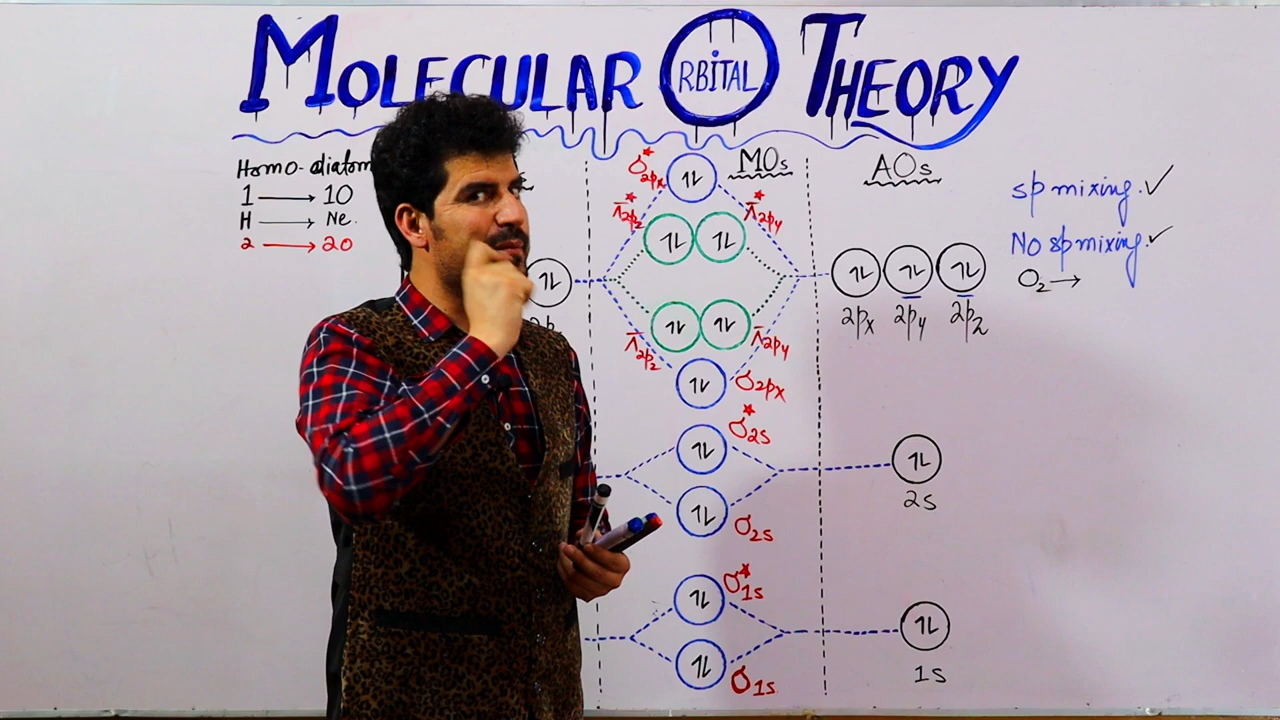 MOLECULAR ORBITAL THEORY
Homo-diatom
1 → 10
H → Ne.
2 → 20
MOs
AOs
sp mixing. ✓
No sp mixing. ✓
O₂ →
σ*2px
π*2pz
π*2py
π2pz
π2py
σ2px
2px 2py 2pz
σ*2s
σ2s
2s
σ*1s
σ1s
1s